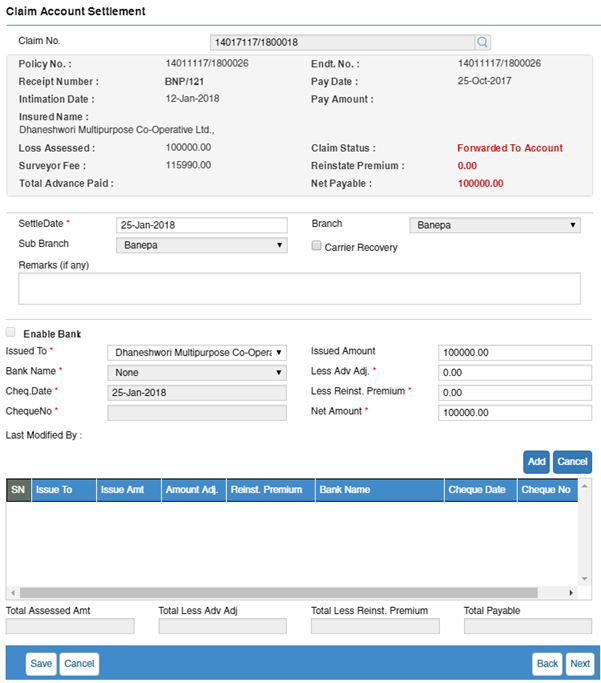 Claim Account Settlement
Claim No. 14017117/1800018
Policy No. : 14011117/1800026 Endt. No. : 14011117/1800026
Receipt Number : BNP/121 Pay Date : 25-Oct-2017
Intimation Date : 12-Jan-2018 Pay Amount :
Insured Name :
Dhaneshwori Multipurpose Co-Operative Ltd.,
Loss Assessed : 100000.00 Claim Status : Forwarded To Account
Surveyor Fee : 115990.00 Reinstate Premium : 0.00
Total Advance Paid : Net Payable : 100000.00
SettleDate * 25-Jan-2018 Branch Banepa
Sub Branch Banepa Carrier Recovery
Remarks (if any)
Enable Bank
Issued To * Dhaneshwori Multipurpose Co-Opera Issued Amount 100000.00
Bank Name * None Less Adv Adj. * 0.00
Cheq.Date * 25-Jan-2018 Less Reinst. Premium * 0.00
ChequeNo * Net Amount * 100000.00
Last Modified By :
Add Cancel
SN Issue To Issue Amt Amount Adj. Reinst. Premium Bank Name Cheque Date Cheque No
Total Assessed Amt Total Less Adv Adj Total Less Reinst. Premium Total Payable
Save Cancel Back Next